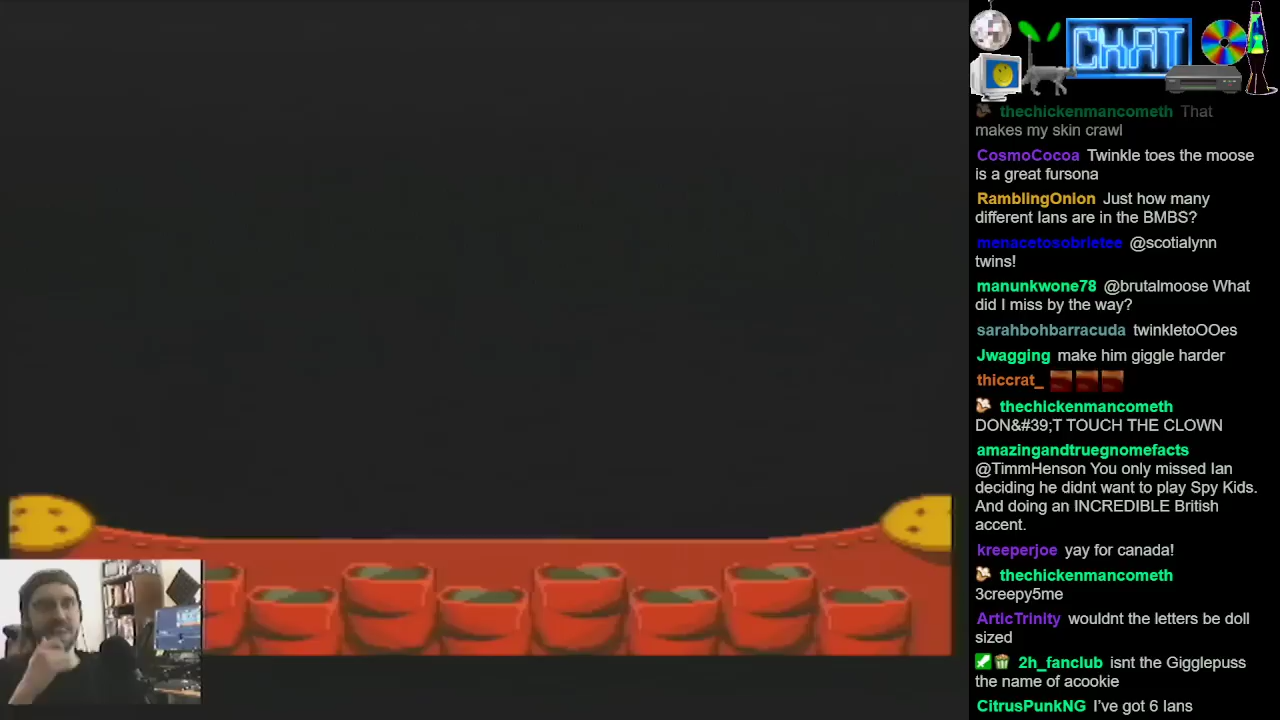 CHAT
thechickenmancometh That
makes my skin crawl
CosmoCocoa Twinkle toes the moose
is a great fursona
RamblingOnion Just how many
different Ians are in the BMBS?
menacetosobrietee @scotialynn
twins!
manunkwone78 @brutalmoose What
did I miss by the way?
sarahbohbarracuda twinkletoOOes
Jwagging make him giggle harder
thiccrat_
thechickenmancometh
DON&#39;T TOUCH THE CLOWN
amazingandtruegnomefacts
@TimmHenson You only missed Ian
deciding he didnt want to play Spy Kids.
And doing an INCREDIBLE British
accent.
kreeperjoe yay for canada!
thechickenmancometh
3creepy5me
ArticTrinity wouldnt the letters be doll
sized
2h_fanclub isnt the Gigglepuss
the name of acookie
CitrusPunkNG I've got 6 Ians